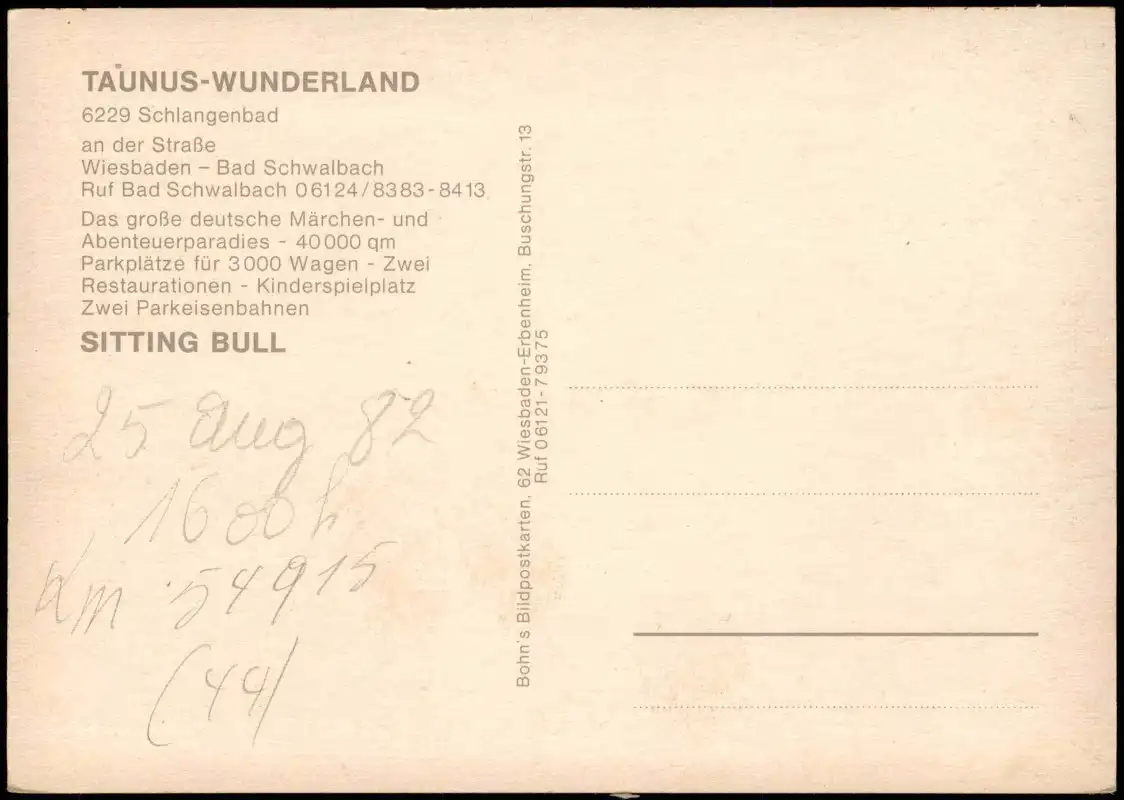 TAUNUS-WUNDERLAND
6229 Schlangenbad
an der Straße
Wiesbaden – Bad Schwalbach
Ruf Bad Schwalbach 06124/8383-8413
Das große deutsche Märchen- und
Abenteuerparadies - 40000 qm
Parkplätze für 3000 Wagen - Zwei
Restaurationen - Kinderspielplatz
Zwei Parkeisenbahnen
SITTING BULL
25 Aug 82
16 00 h
km 54915
(44)
Bohn's Bildpostkarten, 62 Wiesbaden-Erbenheim, Buschungstr. 13
Ruf 06121-79375